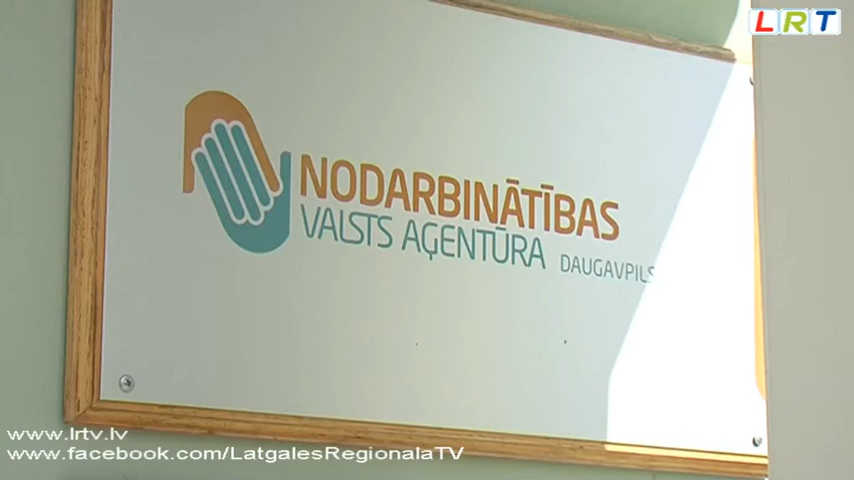 LRT
NODARBINĀTĪBAS
VALSTS AĢENTŪRA DAUGAVPILS
www.lrtv.lv
www.facebook.com/LatgalesRegionalaTV